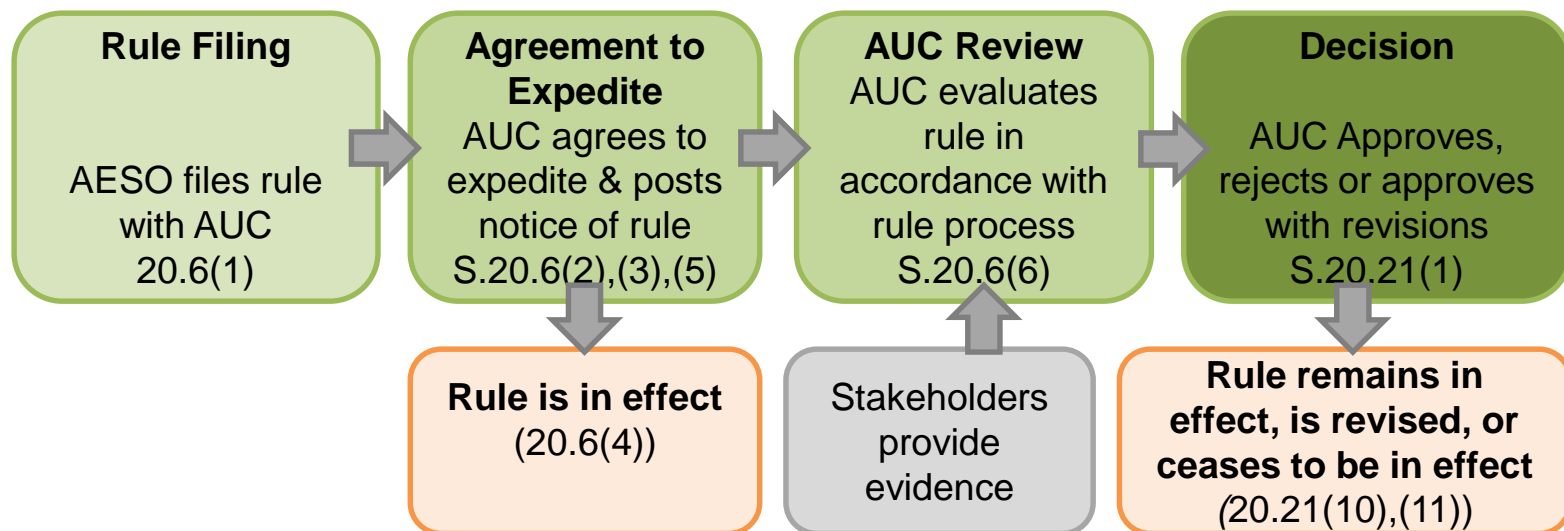 Rule Filing
AESO files rule
with AUC
20.6(1)
Agreement to
Expedite
AUC agrees to
expedite & posts
notice of rule
S.20.6(2),(3),(5)
AUC Review
AUC evaluates
rule in
accordance with
rule process
S.20.6(6)
Decision
AUC Approves,
rejects or approves
with revisions
S.20.21(1)
Rule is in effect
(20.6(4))
Stakeholders
provide
evidence
Rule remains in
effect, is revised, or
ceases to be in effect
(20.21(10),(11))